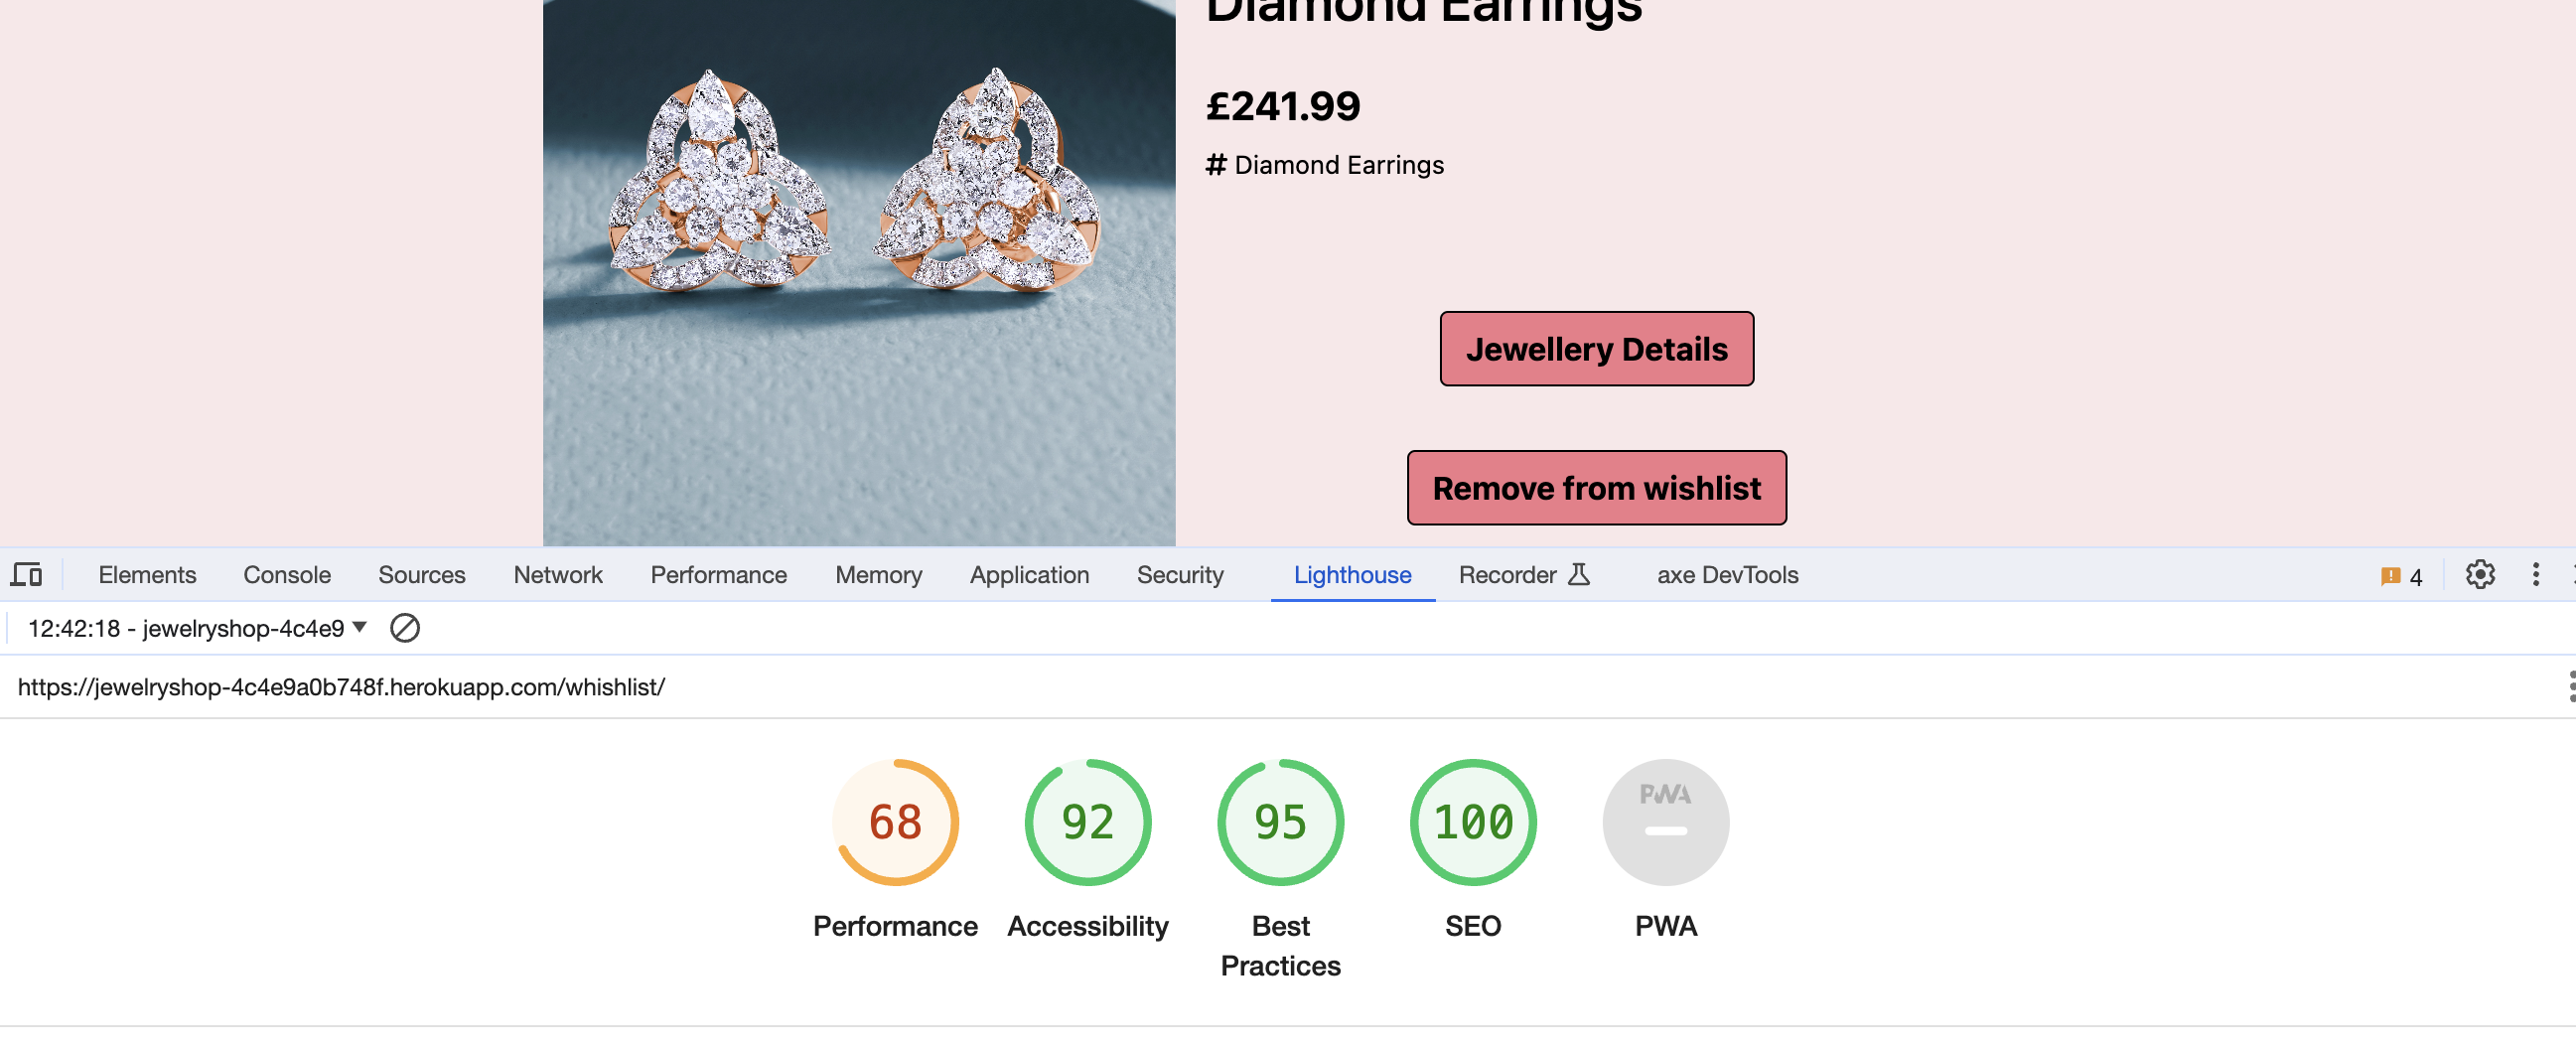 Diamond Earrings
£241.99
# Diamond Earrings
Jewellery Details
Remove from wishlist
Elements Console Sources Network Performance Memory Application Security Lighthouse Recorder axe DevTools 4
12:42:18 - jewelryshop-4c4e9
https://jewelryshop-4c4e9a0b748f.herokuapp.com/whishlist/
68 92 95 100 PWA
Performance Accessibility Best Practices SEO PWA